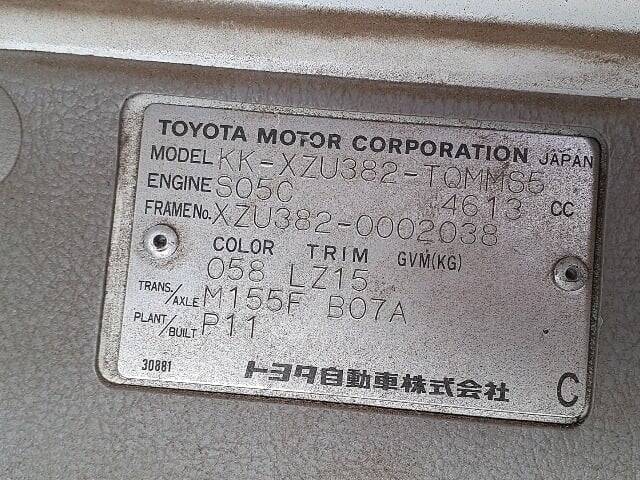 TOYOTA MOTOR CORPORATION JAPAN
MODEL KK-XZU382-TQMMS5
ENGINE S05C 4613 CC
FRAME No. XZU382-0002038
COLOR TRIM GVM(KG)
058 LZ15
TRANS./AXLE M155F B07A
PLANT/BUILT P11
30881 トヨタ自動車株式会社 C